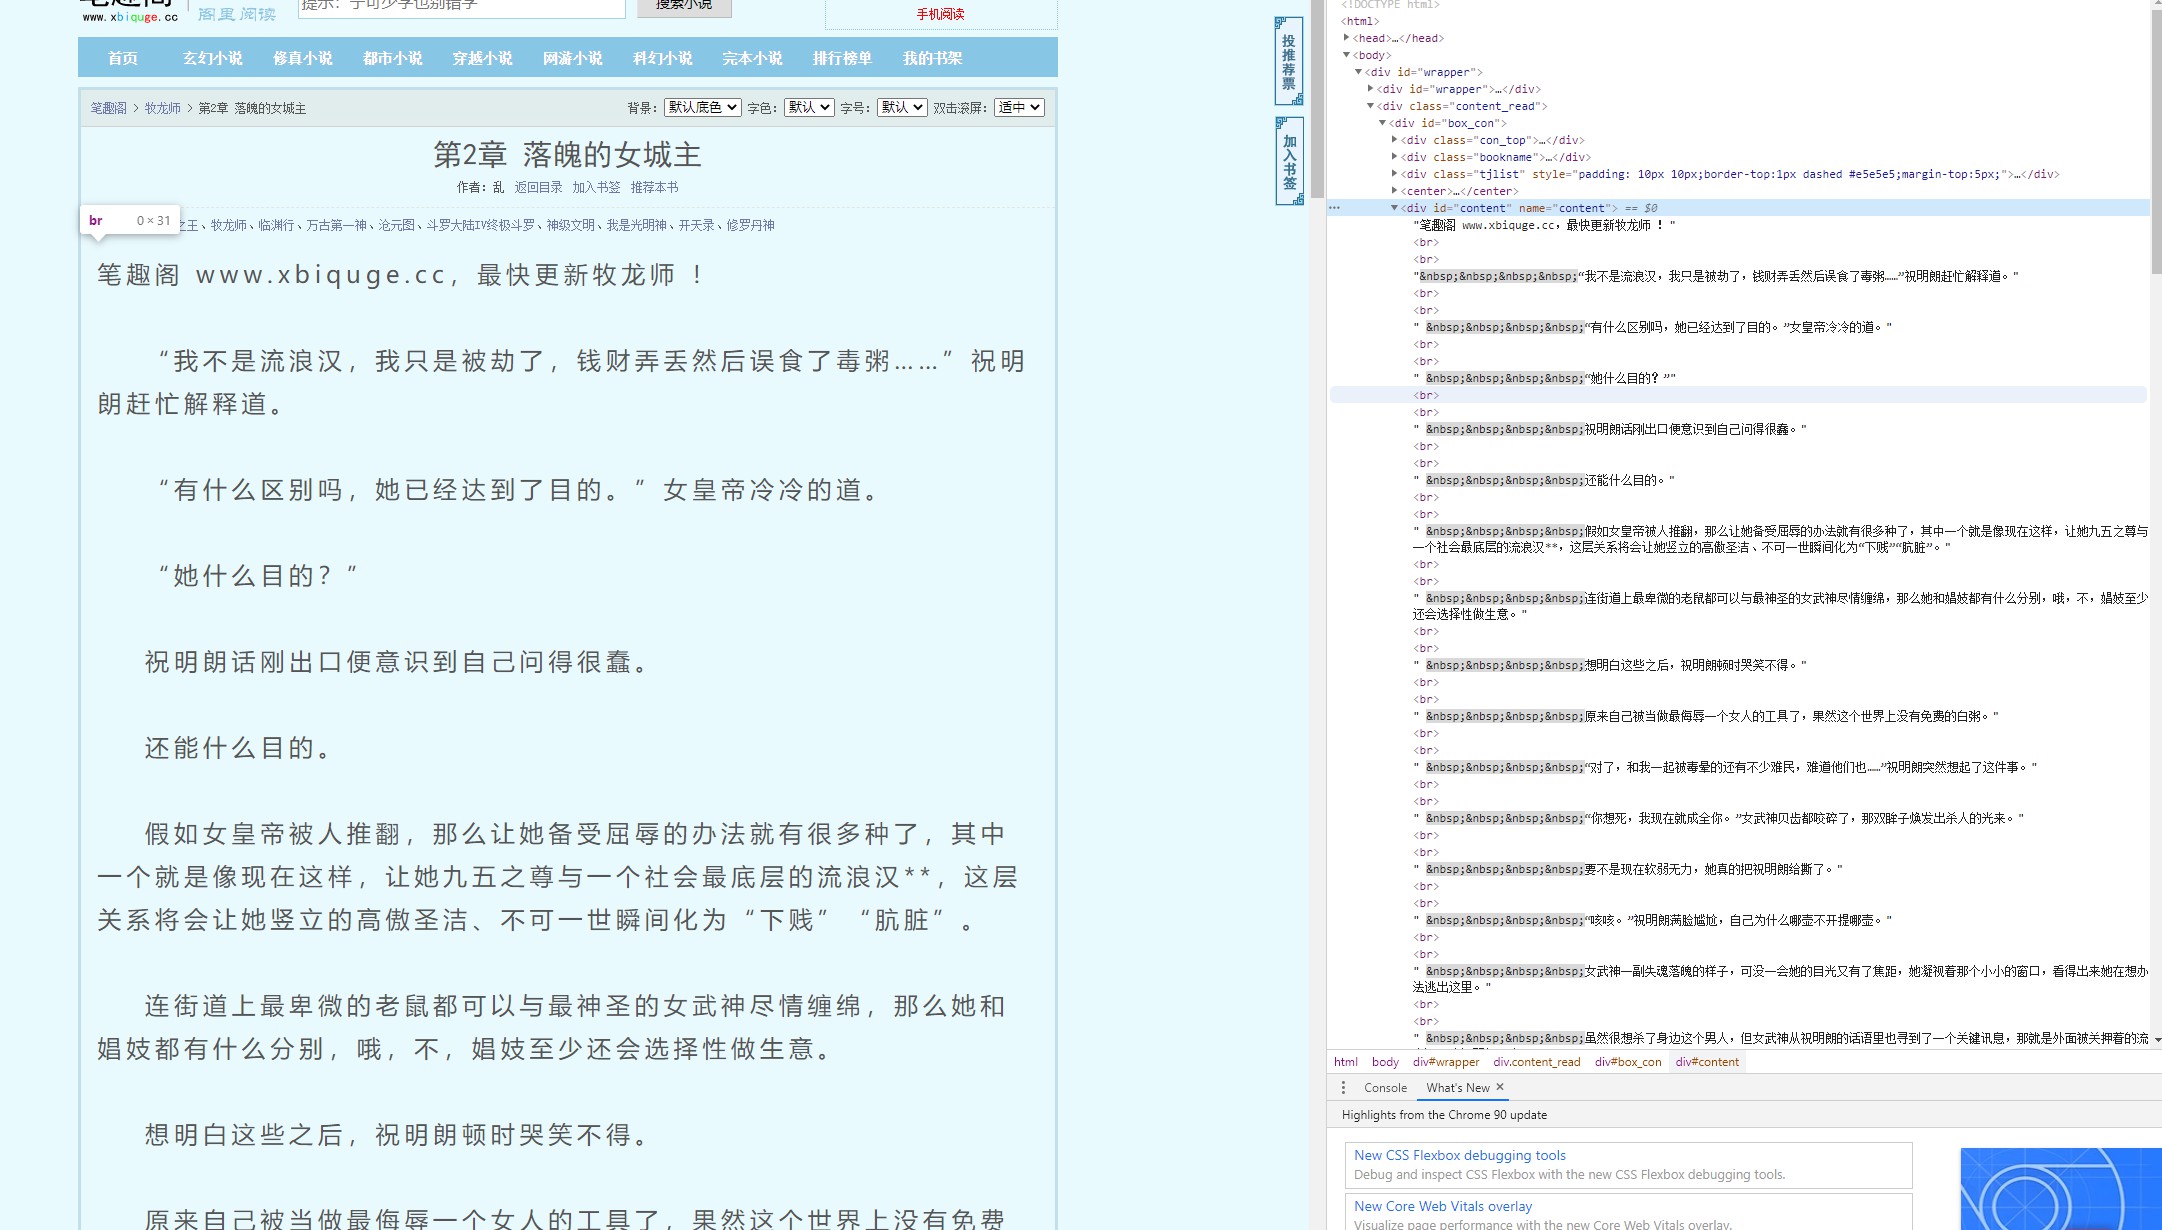 www.xbiquge.cc
阁里阅读
提示：宁可少字也别错字
搜索小说
手机阅读
首页 玄幻小说 修真小说 都市小说 穿越小说 网游小说 科幻小说 完本小说 排行榜单 我的书架
笔趣阁 > 牧龙师 > 第2章 落魄的女城主
背景： 默认底色 字色： 默认 字号： 默认 双击滚屏： 适中
第2章 落魄的女城主
作者：乱 返回目录 加入书签 推荐本书
br 0 × 31
之王、牧龙师、临渊行、万古第一神、沧元图、斗罗大陆IV终极斗罗、神级文明、我是光明神、开天录、修罗丹神
笔趣阁 www.xbiquge.cc，最快更新牧龙师 ！
“我不是流浪汉，我只是被劫了，钱财弄丢然后误食了毒粥……”祝明
朗赶忙解释道。
“有什么区别吗，她已经达到了目的。”女皇帝冷冷的道。
“她什么目的？”
祝明朗话刚出口便意识到自己问得很蠢。
还能什么目的。
假如女皇帝被人推翻，那么让她备受屈辱的办法就有很多种了，其中
一个就是像现在这样，让她九五之尊与一个社会最底层的流浪汉**，这层
关系将会让她竖立的高傲圣洁、不可一世瞬间化为“下贱”“肮脏”。
连街道上最卑微的老鼠都可以与最神圣的女武神尽情缠绵，那么她和
娼妓都有什么分别，哦，不，娼妓至少还会选择性做生意。
想明白这些之后，祝明朗顿时哭笑不得。
原来自己被当做最侮辱一个女人的工具了，果然这个世界上没有免费
投推荐票
加入书签
<!DOCTYPE html>
<html>
<head>…</head>
<body>
<div id="wrapper">
<div id="wrapper">…</div>
<div class="content_read">
<div id="box_con">
<div class="con_top">…</div>
<div class="bookname">…</div>
<div class="tjlist" style="padding: 10px 10px;border-top:1px dashed #e5e5e5;margin-top:5px;">…</div>
<center>…</center>
<div id="content" name="content"> == $0
"笔趣阁 www.xbiquge.cc，最快更新牧龙师 ！"
<br>
<br>
"&nbsp;&nbsp;&nbsp;&nbsp;“我不是流浪汉，我只是被劫了，钱财弄丢然后误食了毒粥……”祝明朗赶忙解释道。"
<br>
<br>
" &nbsp;&nbsp;&nbsp;&nbsp;“有什么区别吗，她已经达到了目的。”女皇帝冷冷的道。"
<br>
<br>
" &nbsp;&nbsp;&nbsp;&nbsp;“她什么目的？”"
<br>
<br>
" &nbsp;&nbsp;&nbsp;&nbsp;祝明朗话刚出口便意识到自己问得很蠢。"
<br>
<br>
" &nbsp;&nbsp;&nbsp;&nbsp;还能什么目的。"
<br>
<br>
" &nbsp;&nbsp;&nbsp;&nbsp;假如女皇帝被人推翻，那么让她备受屈辱的办法就有很多种了，其中一个就是像现在这样，让她九五之尊与
一个社会最底层的流浪汉**，这层关系将会让她竖立的高傲圣洁、不可一世瞬间化为“下贱”“肮脏”。"
<br>
<br>
" &nbsp;&nbsp;&nbsp;&nbsp;连街道上最卑微的老鼠都可以与最神圣的女武神尽情缠绵，那么她和娼妓都有什么分别，哦，不，娼妓至少
还会选择性做生意。"
<br>
<br>
" &nbsp;&nbsp;&nbsp;&nbsp;想明白这些之后，祝明朗顿时哭笑不得。"
<br>
<br>
" &nbsp;&nbsp;&nbsp;&nbsp;原来自己被当做最侮辱一个女人的工具了，果然这个世界上没有免费的白粥。"
<br>
<br>
" &nbsp;&nbsp;&nbsp;&nbsp;“对了，和我一起被毒晕的还有不少难民，难道他们也……”祝明朗突然想起了这件事。"
<br>
<br>
" &nbsp;&nbsp;&nbsp;&nbsp;“你想死，我现在就成全你。”女武神贝齿都咬碎了，那双眸子焕发出杀人的光来。"
<br>
<br>
" &nbsp;&nbsp;&nbsp;&nbsp;要不是现在软弱无力，她真的把祝明朗给撕了。"
<br>
<br>
" &nbsp;&nbsp;&nbsp;&nbsp;“咳咳。”祝明朗满脸尴尬，自己为什么哪壶不开提哪壶。"
<br>
<br>
" &nbsp;&nbsp;&nbsp;&nbsp;女武神一副失魂落魄的样子，可没一会她的目光又有了焦距，她凝视着那个小小的窗口，看得出来她在想办
法逃出这里。"
<br>
<br>
" &nbsp;&nbsp;&nbsp;&nbsp;虽然很想杀了身边这个男人，但女武神从祝明朗的话语里也寻到了一个关键讯息，那就是外面被关押着的流
html body div#wrapper div.content_read div#box_con div#content
Console What's New ×
Highlights from the Chrome 90 update
New CSS Flexbox debugging tools
Debug and inspect CSS Flexbox with the new CSS Flexbox debugging tools.
New Core Web Vitals overlay
Visualize page performance with the new Core Web Vitals overlay.